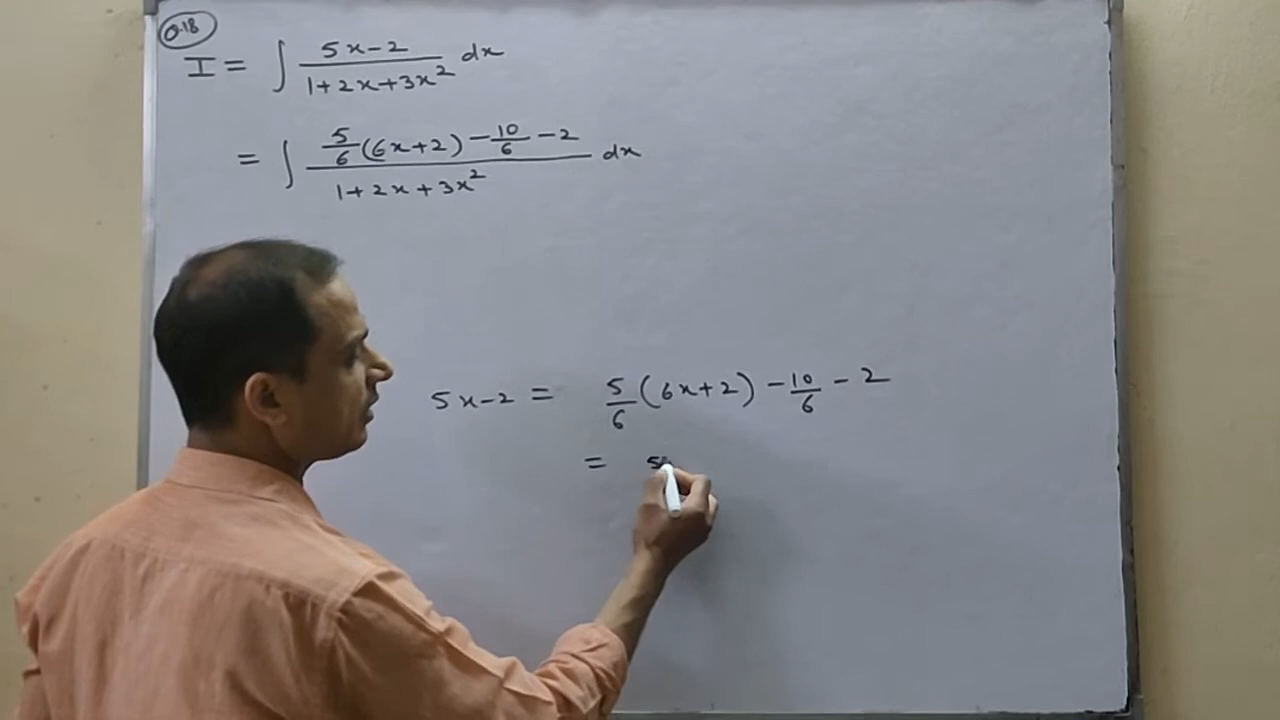 Q.18
I = ∫ (5x-2)/(1+2x+3x²) dx
= ∫ (5/6 (6x+2) - 10/6 - 2)/(1+2x+3x²) dx
5x-2 = 5/6 (6x+2) - 10/6 - 2
= 5